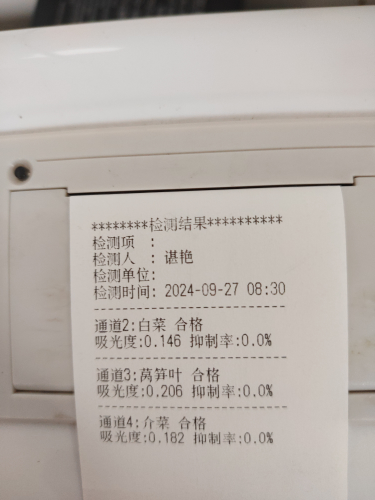 ********检测结果**********
检测项 :
检测人 : 谌艳
检测单位:
检测时间: 2024-09-27 08:30
------------------------------
通道2:白菜 合格
吸光度:0.146 抑制率:0.0%
------------------------------
通道3:莴笋叶 合格
吸光度:0.206 抑制率:0.0%
------------------------------
通道4:介菜 合格
吸光度:0.182 抑制率:0.0%